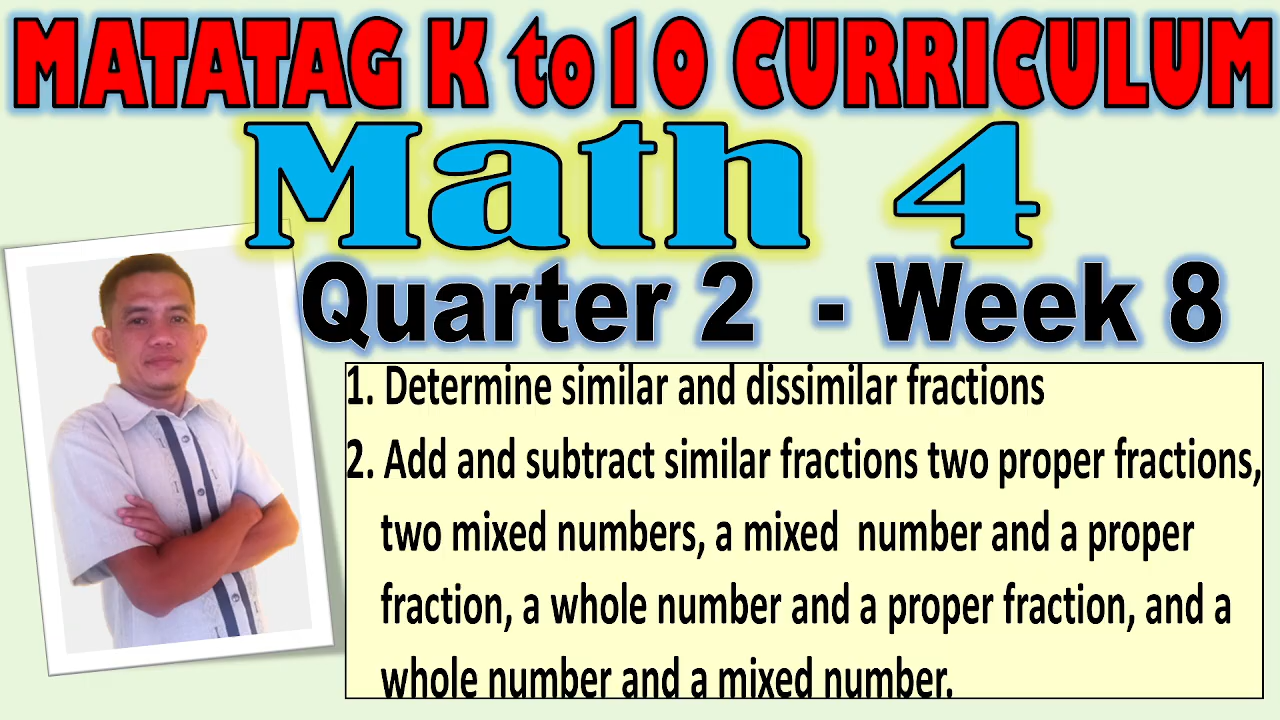 MATATAG K to10 CURRICULUM
Math 4
Quarter 2 - Week 8
1. Determine similar and dissimilar fractions
2. Add and subtract similar fractions two proper fractions,
two mixed numbers, a mixed number and a proper
fraction, a whole number and a proper fraction, and a
whole number and a mixed number.